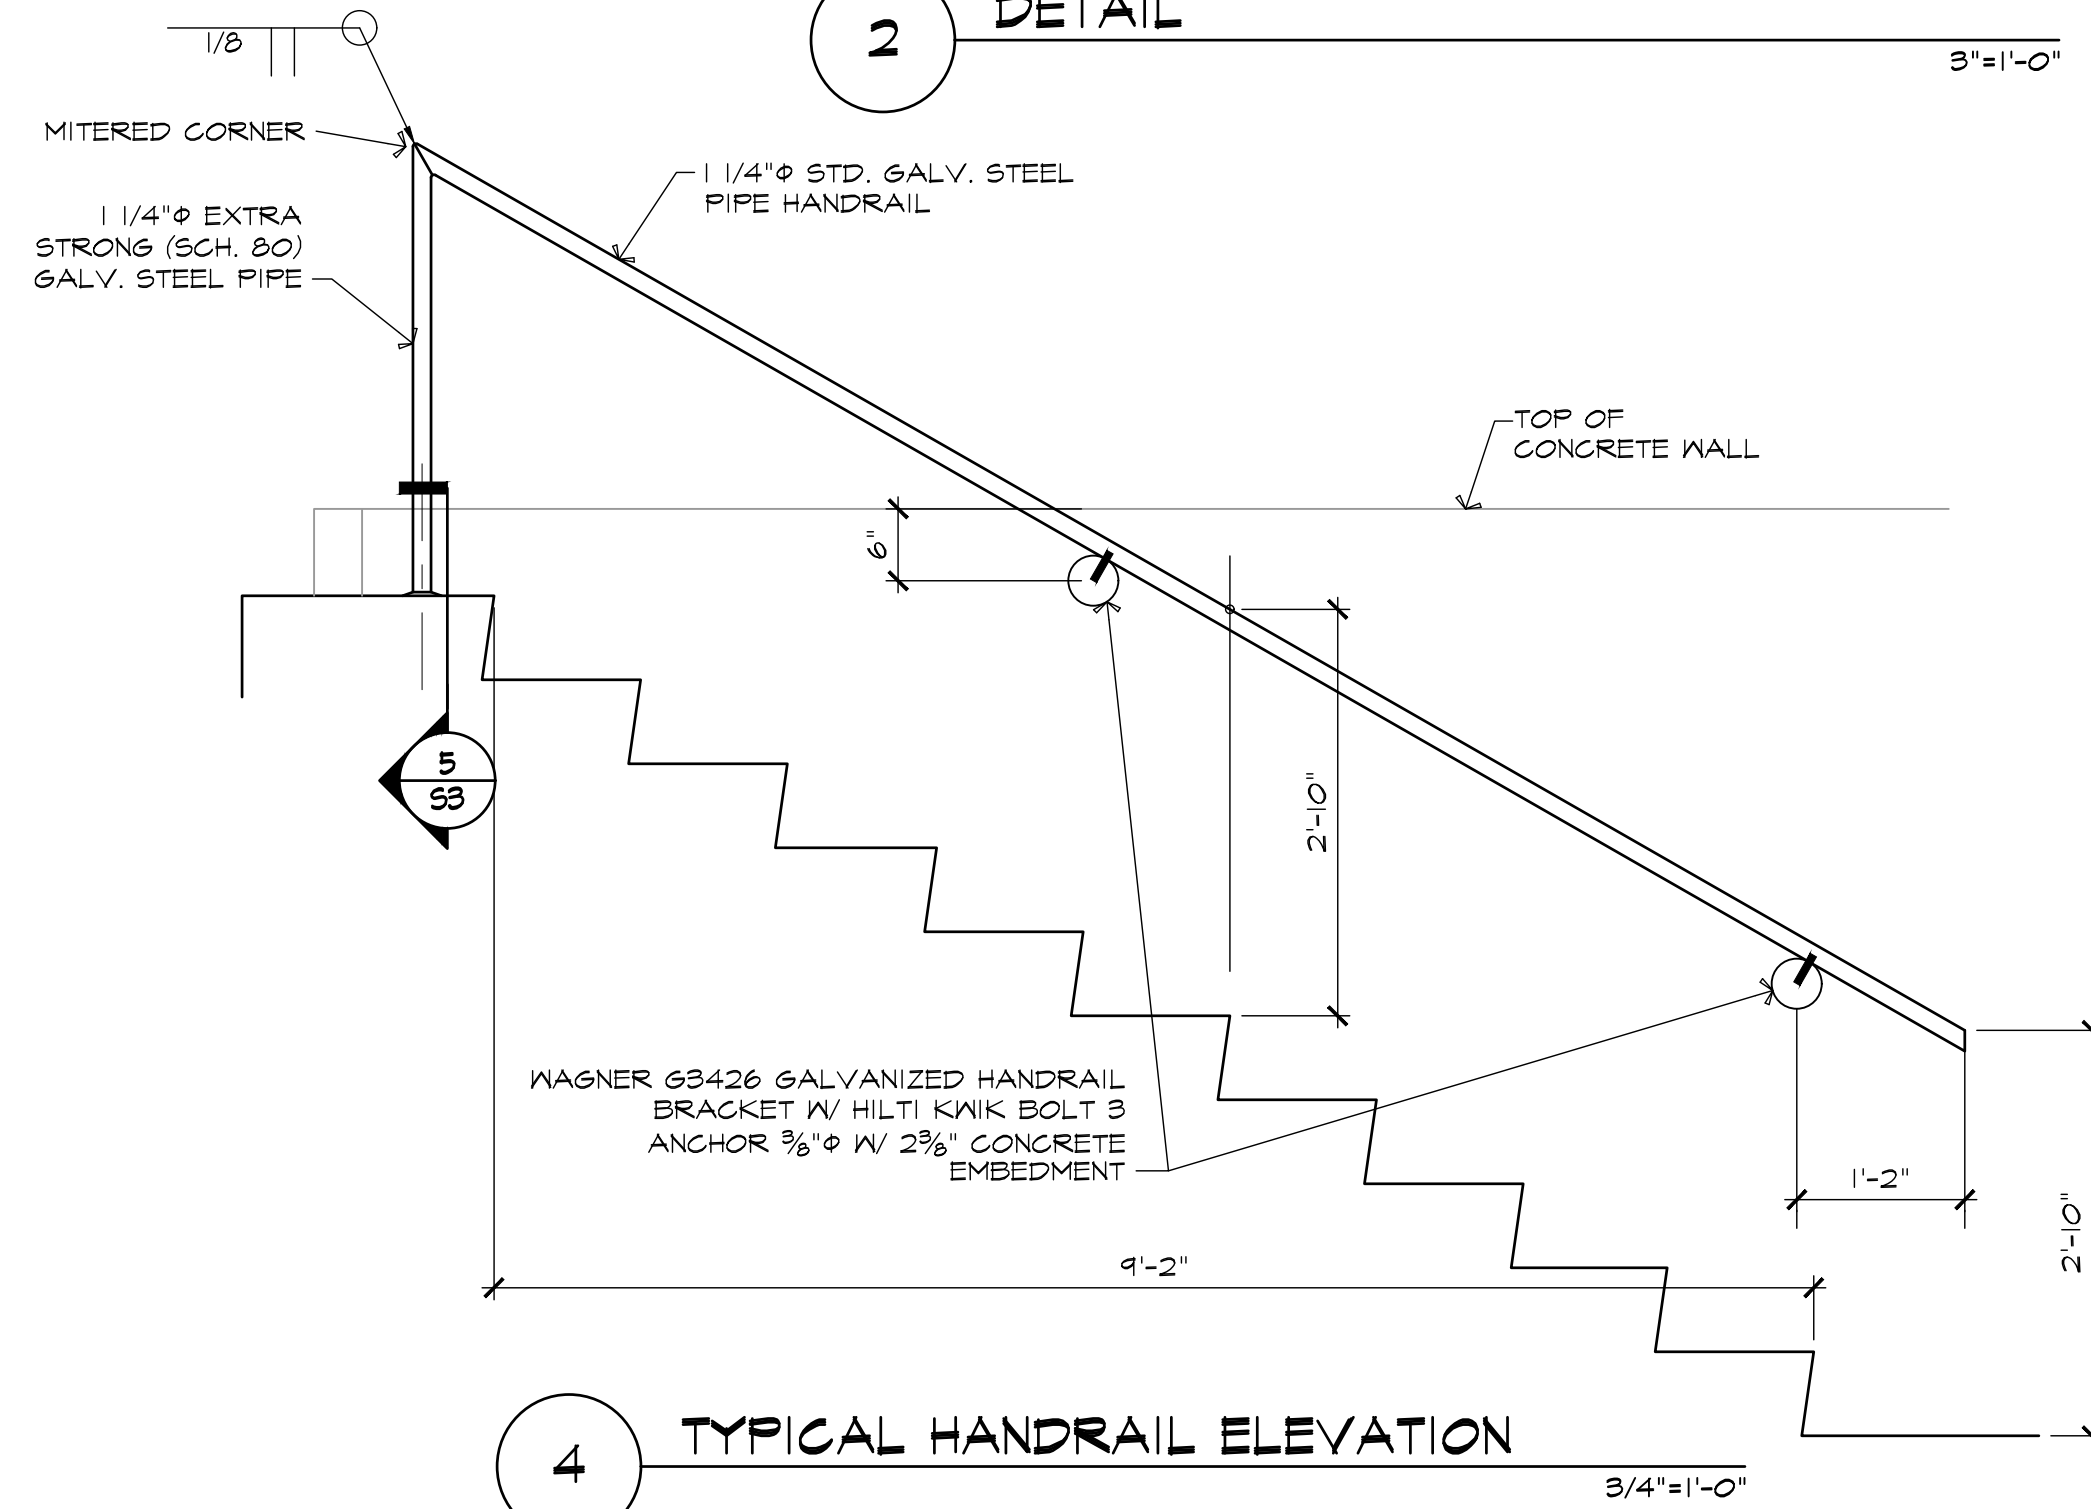 2
DETAIL
3"=1'-0"
1/8
MITERED CORNER
1 1/4"Φ STD. GALV. STEEL
PIPE HANDRAIL
1 1/4"Φ EXTRA
STRONG (SCH. 80)
GALV. STEEL PIPE
TOP OF
CONCRETE WALL
6"
5
S3
2'-10"
WAGNER G3426 GALVANIZED HANDRAIL
BRACKET W/ HILTI KWIK BOLT 3
ANCHOR ⅜"Φ W/ 2⅜" CONCRETE
EMBEDMENT
1'-2"
2'-10"
9'-2"
4
TYPICAL HANDRAIL ELEVATION
3/4"=1'-0"